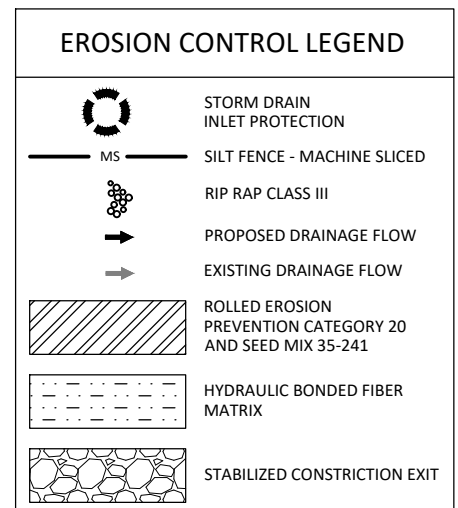 EROSION CONTROL LEGEND
STORM DRAIN
INLET PROTECTION
MS
SILT FENCE - MACHINE SLICED
RIP RAP CLASS III
PROPOSED DRAINAGE FLOW
EXISTING DRAINAGE FLOW
ROLLED EROSION
PREVENTION CATEGORY 20
AND SEED MIX 35-241
HYDRAULIC BONDED FIBER
MATRIX
STABILIZED CONSTRICTION EXIT